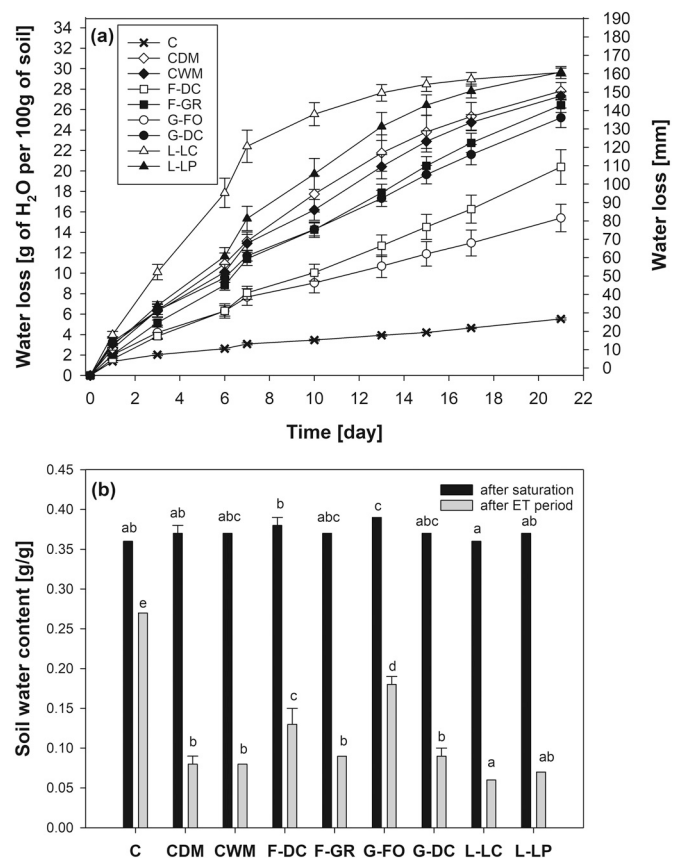 (a)
C
CDM
CWM
F-DC
F-GR
G-FO
G-DC
L-LC
L-LP
Water loss [g of H₂O per 100g of soil]
34
32
30
28
26
24
22
20
18
16
14
12
10
8
6
4
2
0
190
180
170
160
150
140
130
120
110
100
90
80
70
60
50
40
30
20
10
0
Water loss [mm]
0 2 4 6 8 10 12 14 16 18 20 22
Time [day]
(b)
after saturation
after ET period
Soil water content [g/g]
0.45
0.40
0.35
0.30
0.25
0.20
0.15
0.10
0.05
0.00
ab ab abc b abc c abc a ab
e b b c b d b a ab
C CDM CWM F-DC F-GR G-FO G-DC L-LC L-LP